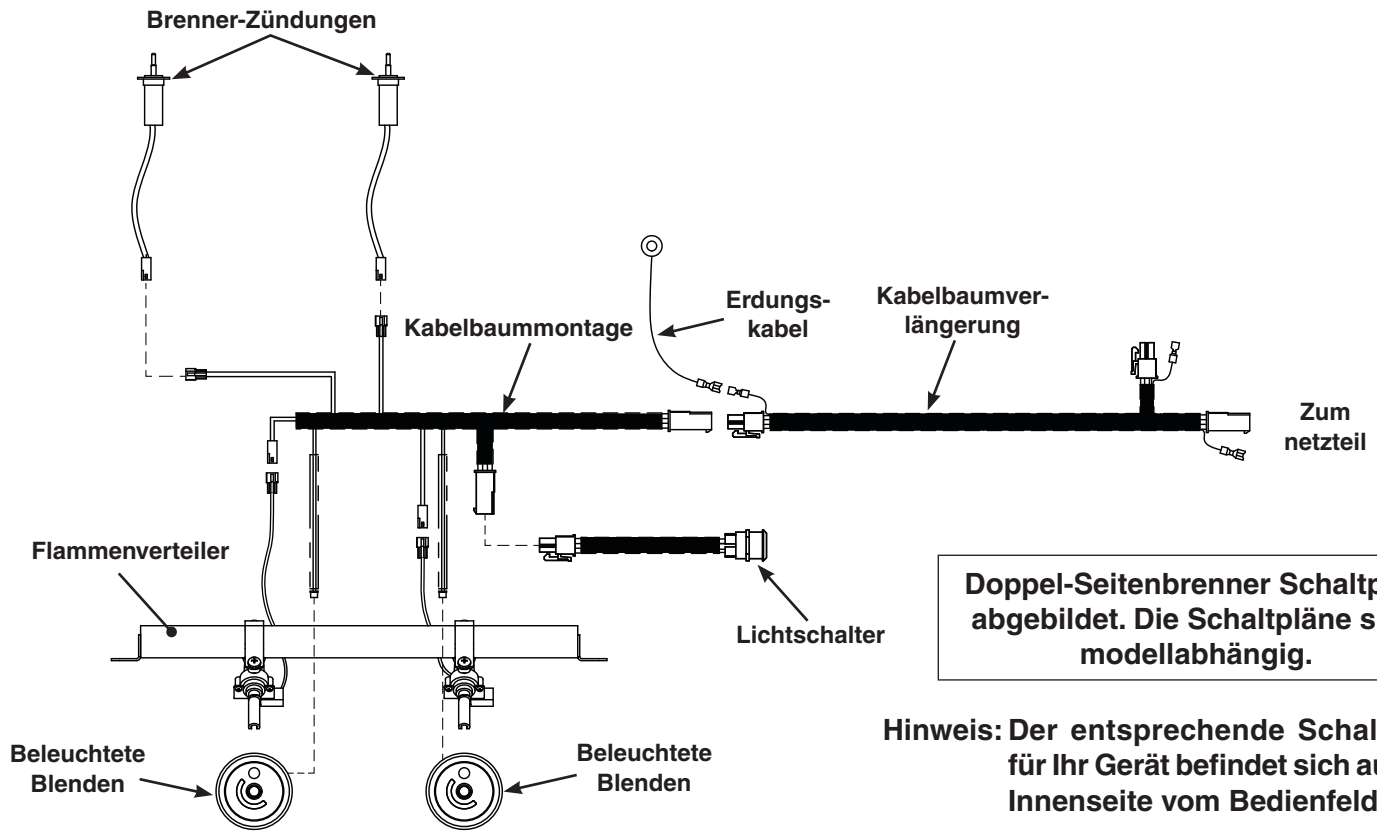 Brenner-Zündungen
Erdungs-
kabel
Kabelbaumver-
längerung
Kabelbaummontage
Zum
netzteil
Flammenverteiler
Lichtschalter
Doppel-Seitenbrenner
abgebildet. Die Schaltpläne
modellabhängig.
Hinweis: Der entsprechende
für Ihr Gerät befindet sich
Innenseite vom Bedienfeld
Beleuchtete
Blenden
Beleuchtete
Blenden